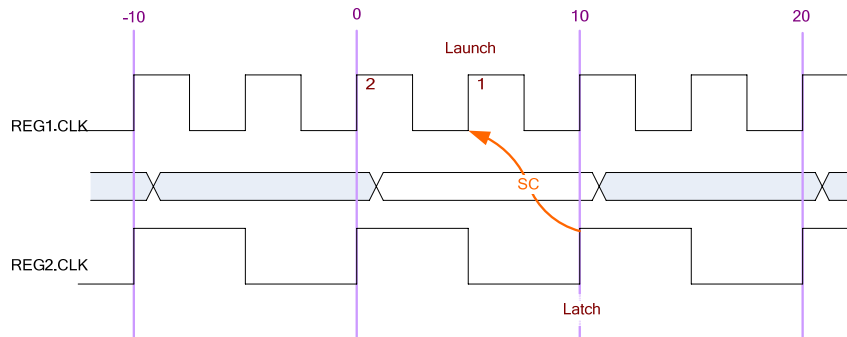 -10 0 10 20
Launch
2 1
REG1.CLK
SC
REG2.CLK
Latch